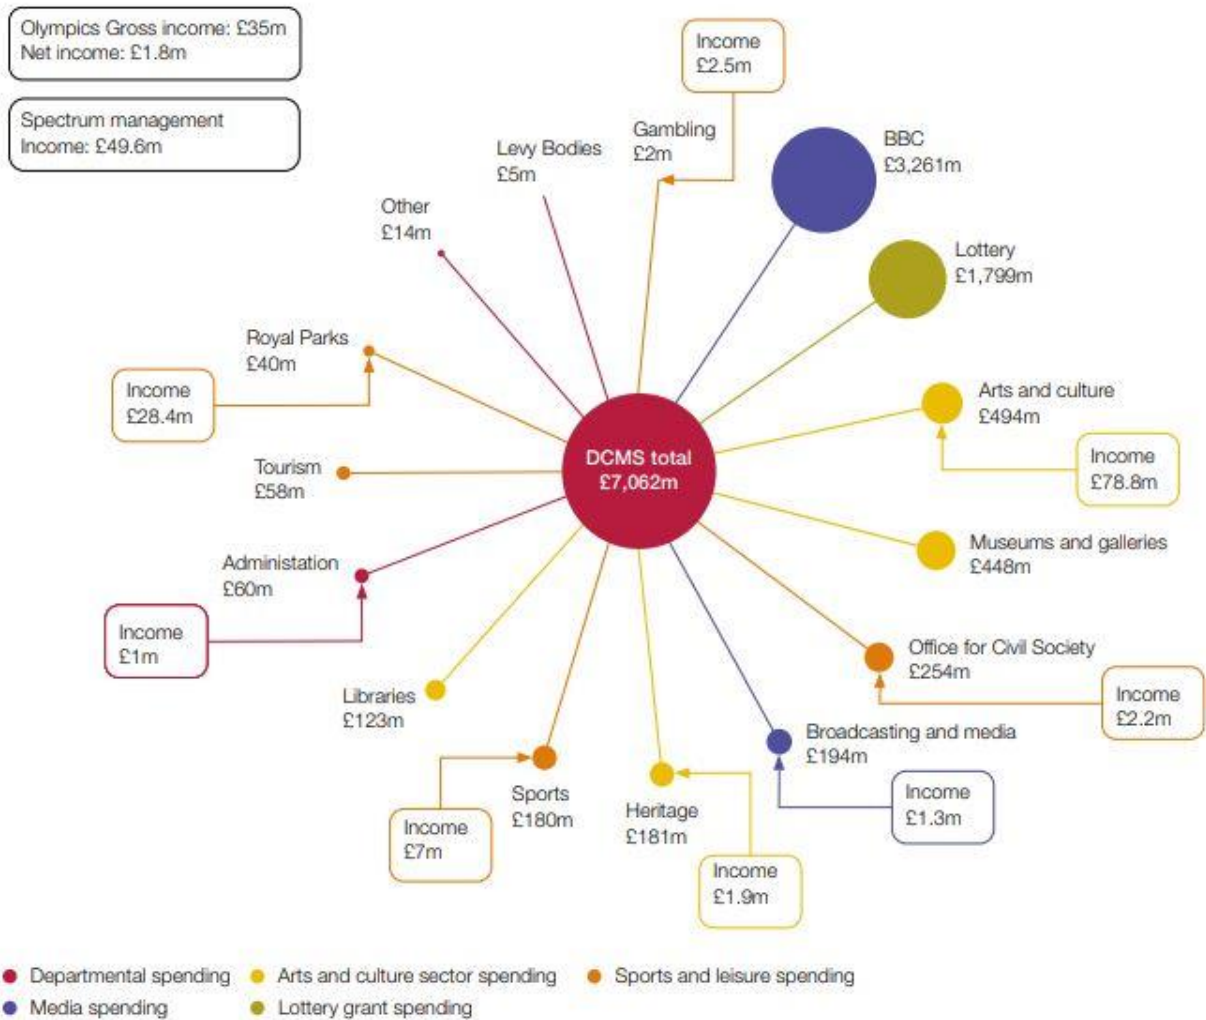 Olympics Gross income: £35m
Net income: £1.8m
Spectrum management
Income: £49.6m
Income
£2.5m
Gambling
£2m
Levy Bodies
£5m
Other
£14m
BBC
£3,261m
Lottery
£1,799m
Royal Parks
£40m
Income
£28.4m
Arts and culture
£494m
Income
£78.8m
DCMS total
£7,062m
Tourism
£58m
Museums and galleries
£448m
Administation
£60m
Income
£1m
Office for Civil Society
£254m
Income
£2.2m
Libraries
£123m
Broadcasting and media
£194m
Income
£1.3m
Sports
£180m
Income
£7m
Heritage
£181m
Income
£1.9m
Departmental spending
Arts and culture sector spending
Sports and leisure spending
Media spending
Lottery grant spending